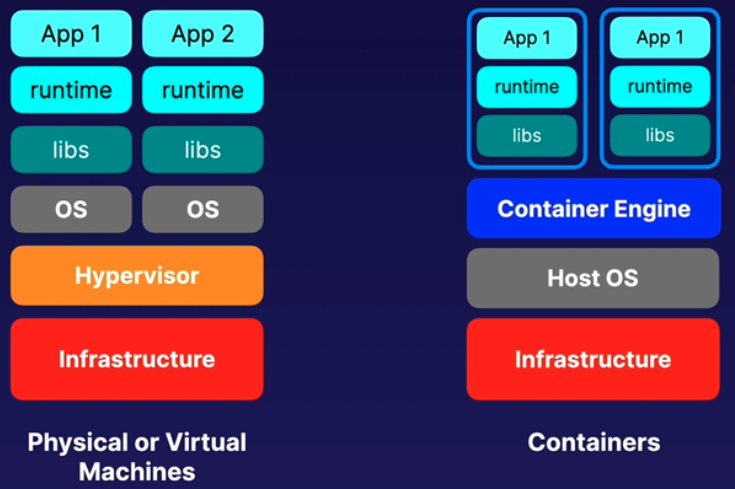 App 1
App 2
runtime
runtime
libs
libs
OS
OS
Hypervisor
Infrastructure
Physical or Virtual
Machines
App 1
App 1
runtime
runtime
libs
libs
Container Engine
Host OS
Infrastructure
Containers